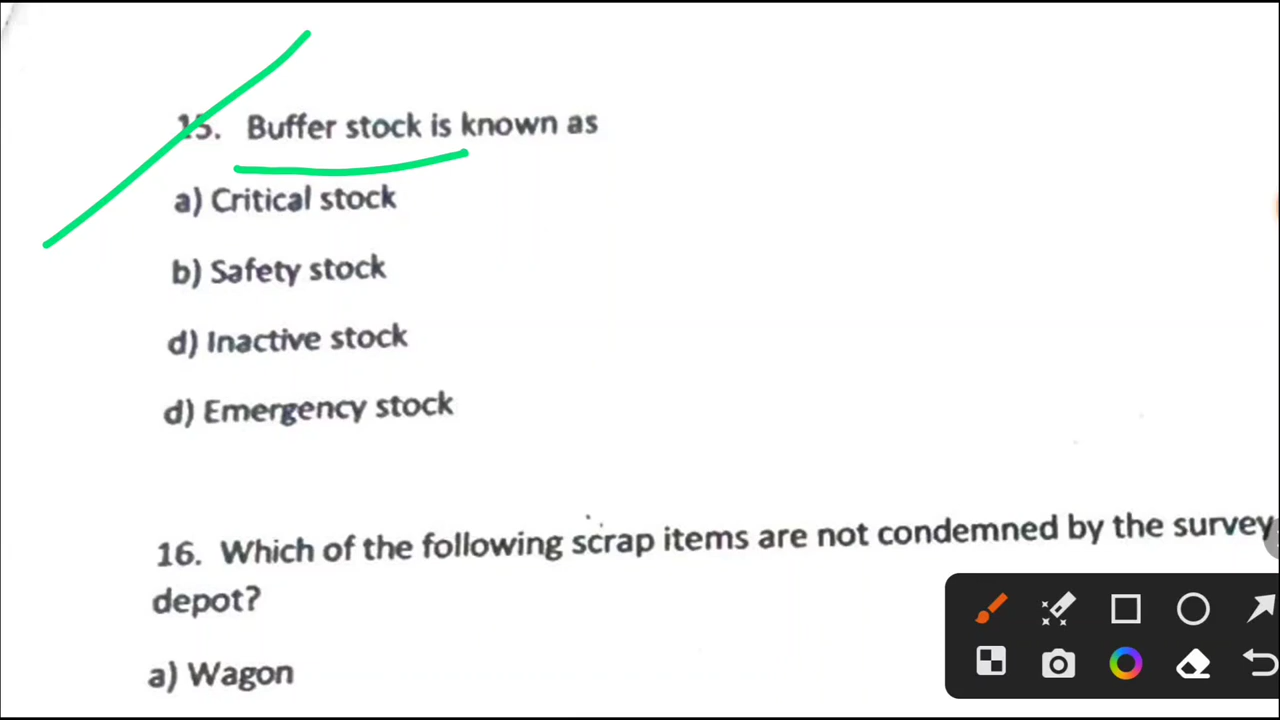 15. Buffer stock is known as
a) Critical stock
b) Safety stock
d) Inactive stock
d) Emergency stock
16. Which of the following scrap items are not condemned by the survey
depot?
a) Wagon